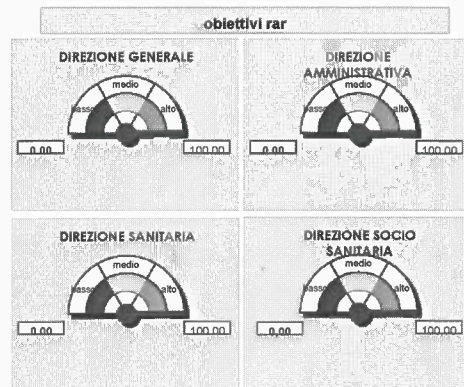 obiettivi rar
DIREZIONE GENERALE
medio
basso alto
0,00 100,00
DIREZIONE
AMMINISTRATIVA
medio
basso alto
0,00 100,00
DIREZIONE SANITARIA
medio
basso alto
0,00 100,00
DIREZIONE SOCIO
SANITARIA
medio
basso alto
0,00 100,00